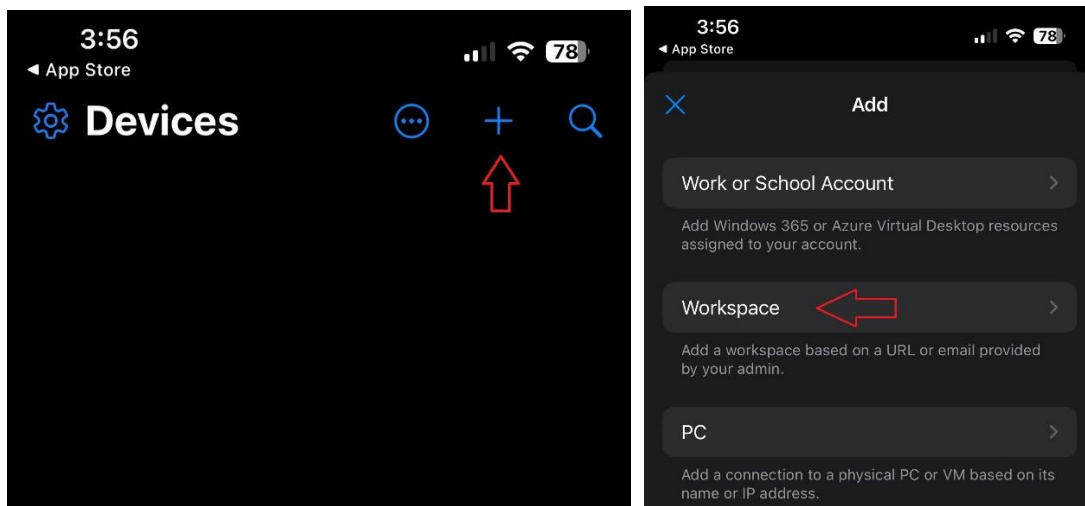 3:56
78
◄ App Store
Devices
3:56
78
◄ App Store
Add
Work or School Account
Add Windows 365 or Azure Virtual Desktop resources
assigned to your account.
Workspace
Add a workspace based on a URL or email provided
by your admin.
PC
Add a connection to a physical PC or VM based on its
name or IP address.